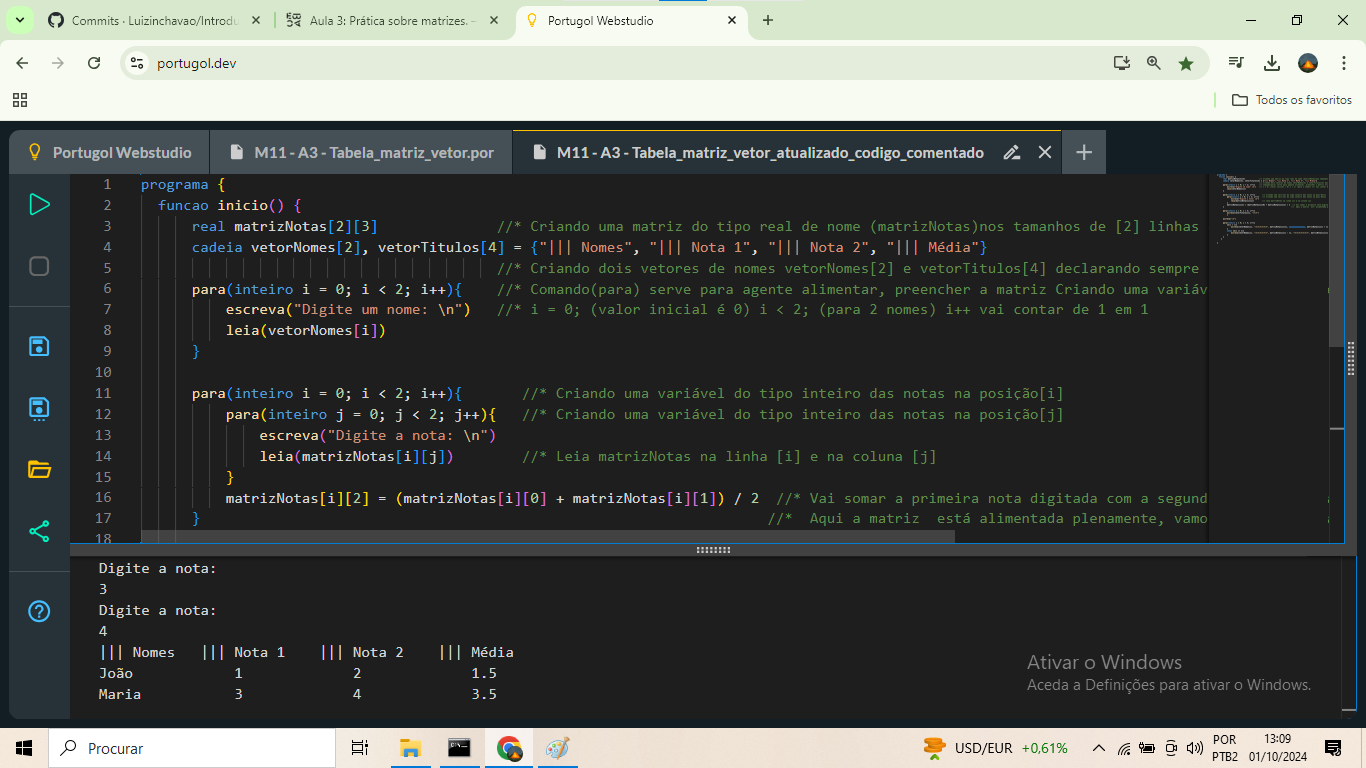 Commits · Luizinchavao/Introdu
Aula 3: Prática sobre matrizes. –
Portugol Webstudio
portugol.dev
Todos os favoritos
Portugol Webstudio
M11 - A3 - Tabela_matriz_vetor.por
M11 - A3 - Tabela_matriz_vetor_atualizado_codigo_comentado
1 programa {
2 funcao inicio() {
3 real matrizNotas[2][3] //* Criando uma matriz do tipo real de nome (matrizNotas)nos tamanhos de [2] linhas
4 cadeia vetorNomes[2], vetorTitulos[4] = {"||| Nomes", "||| Nota 1", "||| Nota 2", "||| Média"}
5 //* Criando dois vetores de nomes vetorNomes[2] e vetorTitulos[4] declarando sempre
6 para(inteiro i = 0; i < 2; i++){ //* Comando(para) serve para agente alimentar, preencher a matriz Criando uma variáv
7 escreva("Digite um nome: \n") //* i = 0; (valor inicial é 0) i < 2; (para 2 nomes) i++ vai contar de 1 em 1
8 leia(vetorNomes[i])
9 }
10
11 para(inteiro i = 0; i < 2; i++){ //* Criando uma variável do tipo inteiro das notas na posição[i]
12 para(inteiro j = 0; j < 2; j++){ //* Criando uma variável do tipo inteiro das notas na posição[j]
13 escreva("Digite a nota: \n")
14 leia(matrizNotas[i][j]) //* Leia matrizNotas na linha [i] e na coluna [j]
15 }
16 matrizNotas[i][2] = (matrizNotas[i][0] + matrizNotas[i][1]) / 2 //* Vai somar a primeira nota digitada com a segund
17 } //* Aqui a matriz está alimentada plenamente, vamo
18
Digite a nota:
3
Digite a nota:
4
||| Nomes ||| Nota 1 ||| Nota 2 ||| Média
João 1 2 1.5
Maria 3 4 3.5
Ativar o Windows
Aceda a Definições para ativar o Windows.
Procurar
USD/EUR +0,61%
POR
PTB2
13:09
01/10/2024